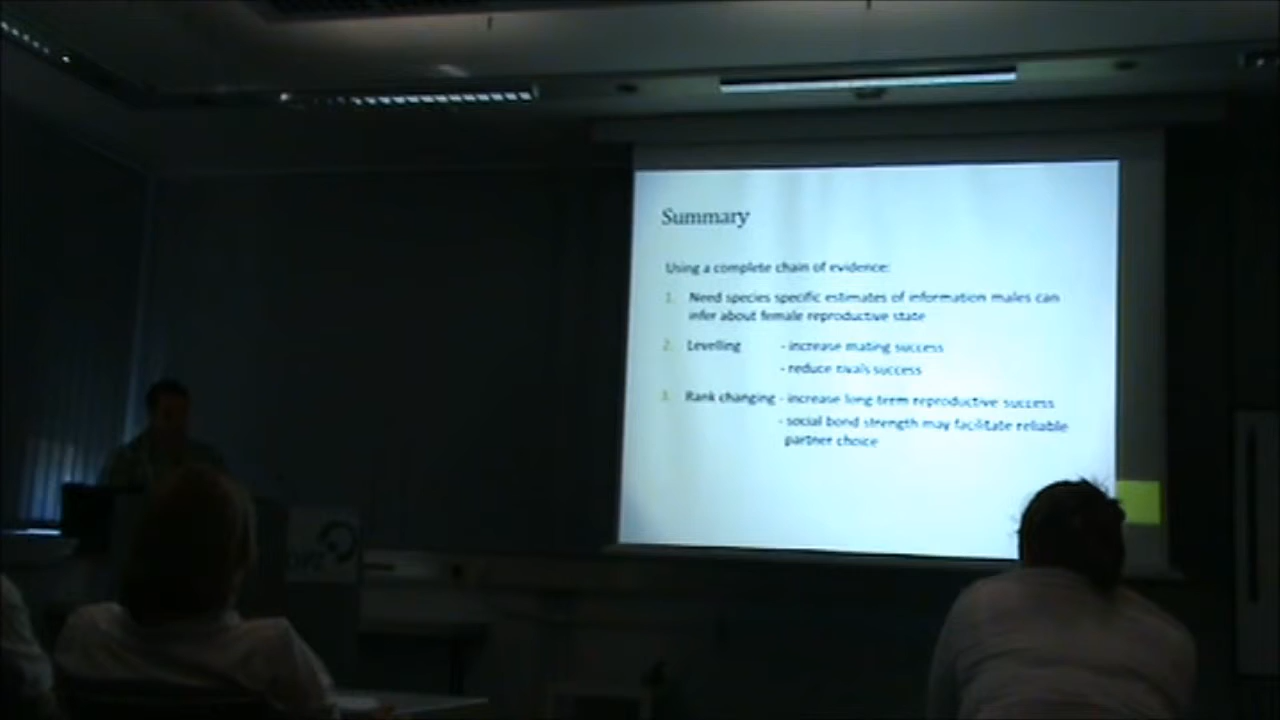 Summary
Using a complete chain of evidence:
1. Need species specific estimates of information males can
infer about female reproductive state
2. Levelling - increase mating success
- reduce rivals success
3. Rank changing - increase long term reproductive success
- social bond strength may facilitate reliable
partner choice